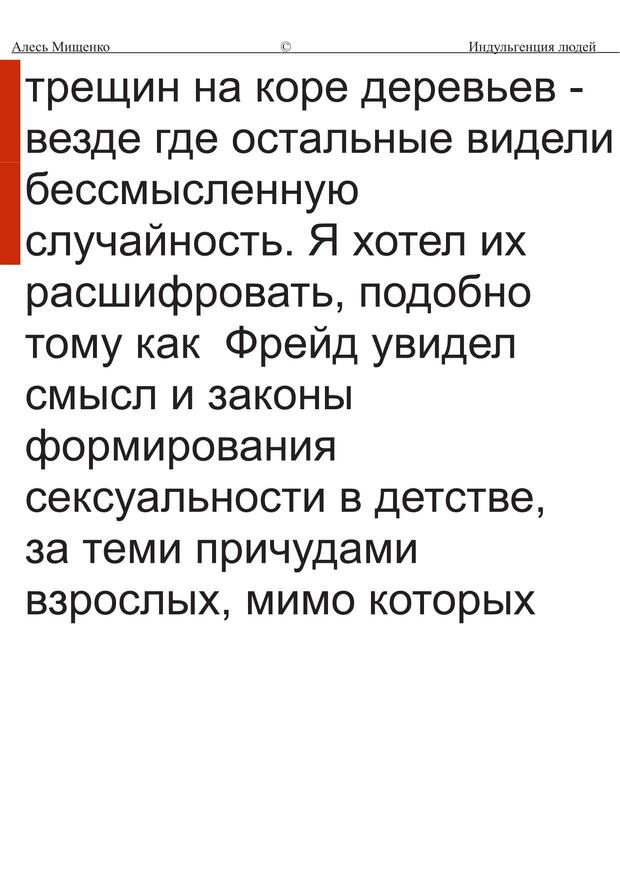 Алесь Мищенко © Индульгенция людей
трещин на коре деревьев -
везде где остальные видели
бессмысленную
случайность. Я хотел их
расшифровать, подобно
тому как  Фрейд увидел
смысл и законы
формирования
сексуальности в детстве,
за теми причудами
взрослых, мимо которых